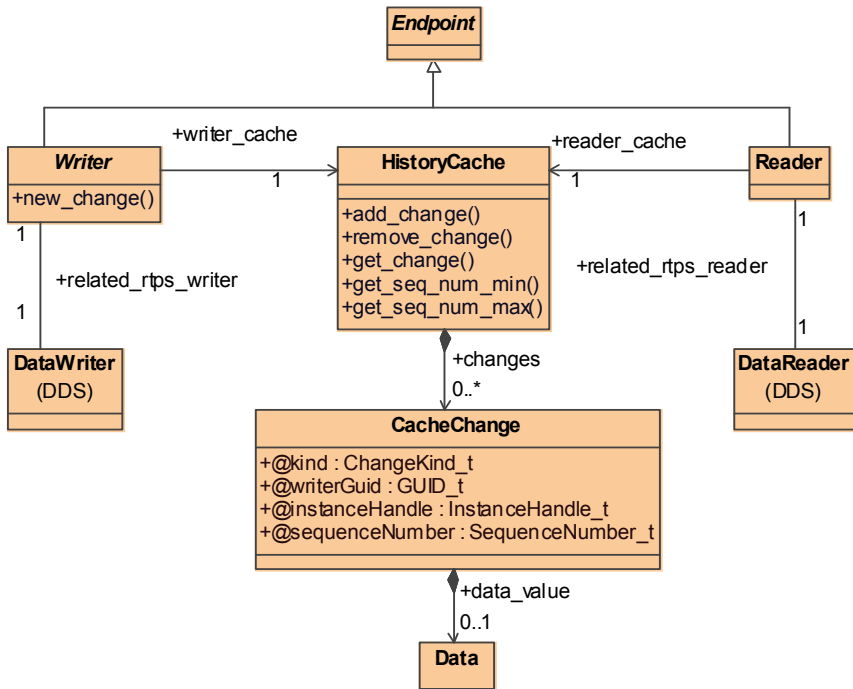 Endpoint
+writer_cache
+reader_cache
Writer
+new_change()
1
HistoryCache
+add_change()
+remove_change()
+get_change()
+get_seq_num_min()
+get_seq_num_max()
1
Reader
1
+related_rtps_writer
1
1
+related_rtps_reader
1
DataWriter
(DDS)
+changes
0..*
DataReader
(DDS)
CacheChange
+@kind : ChangeKind_t
+@writerGuid : GUID_t
+@instanceHandle : InstanceHandle_t
+@sequenceNumber : SequenceNumber_t
+data_value
0..1
Data